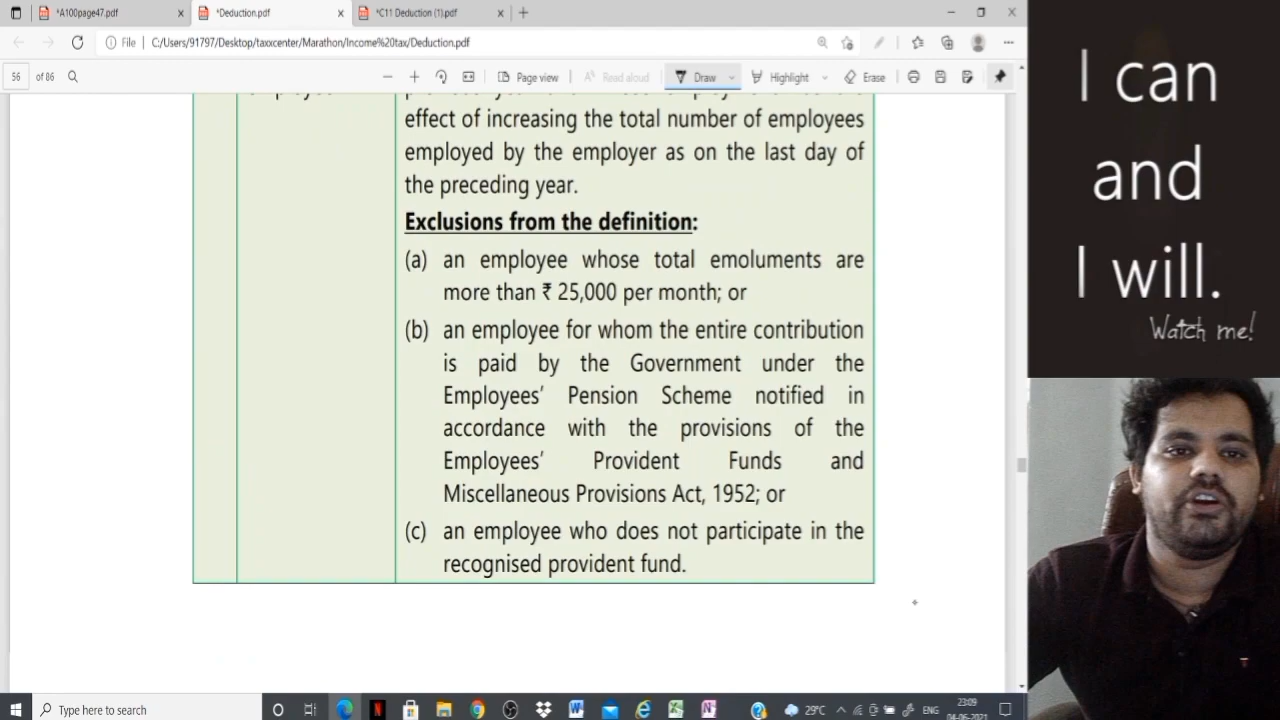 *A100page47.pdf
*Deduction.pdf
*C11 Deduction (1).pdf
File
C:/Users/91797/Desktop/taxxcenter/Marathon/Income%20tax/Deduction.pdf
56 of 86
Page view
Read aloud
Draw
Highlight
Erase
effect of increasing the total number of employees
employed by the employer as on the last day of
the preceding year.
Exclusions from the definition:
(a) an employee whose total emoluments are
more than ₹ 25,000 per month; or
(b) an employee for whom the entire contribution
is paid by the Government under the
Employees’ Pension Scheme notified in
accordance with the provisions of the
Employees’ Provident Funds and
Miscellaneous Provisions Act, 1952; or
(c) an employee who does not participate in the
recognised provident fund.
I can
and
I will.
Watch me!
Type here to search
29°C
ENG
23:09
04-06-2021